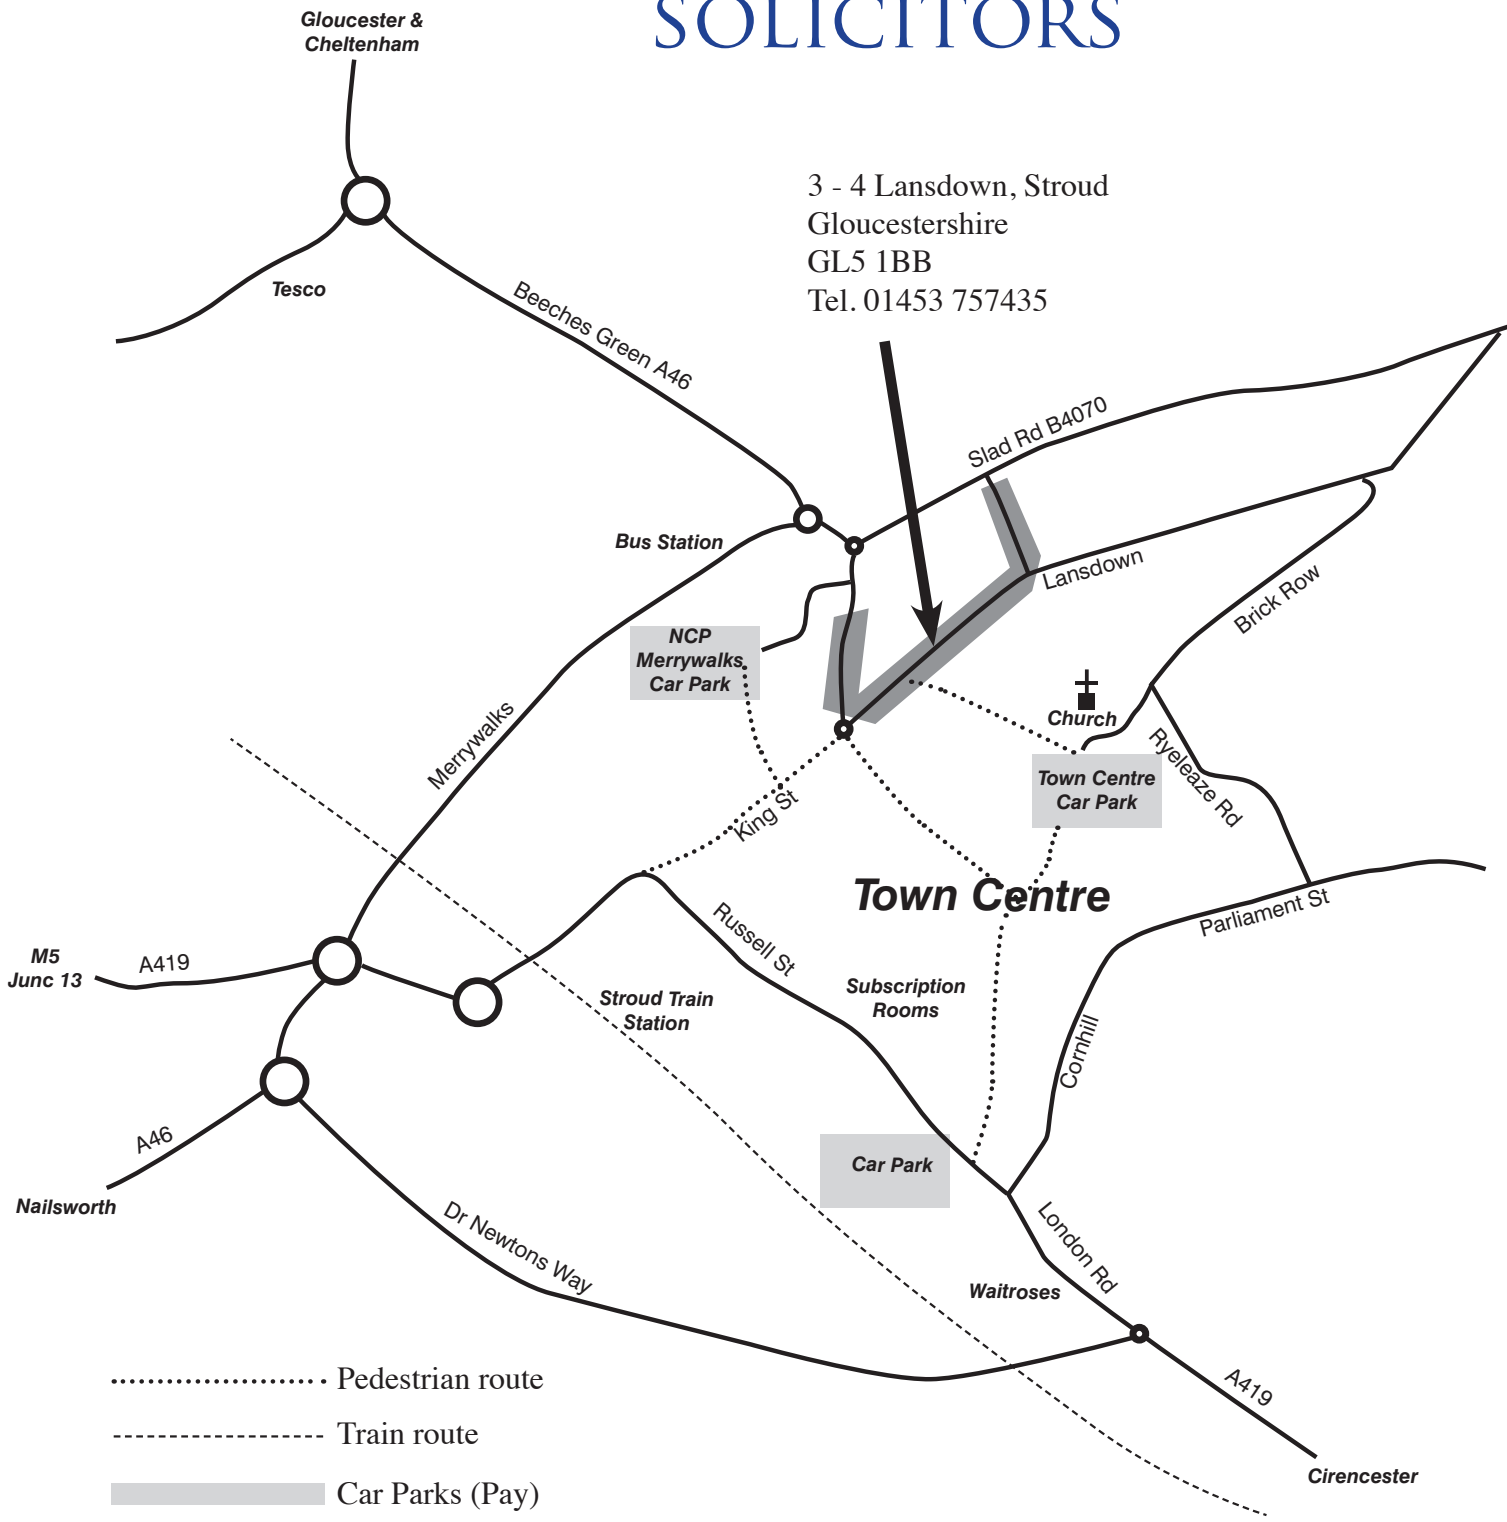 SOLICITORS
Gloucester &
Cheltenham
3 - 4 Lansdown, Stroud
Gloucestershire
GL5 1BB
Tel. 01453 757435
Tesco
Beeches Green A46
Slad Rd B4070
Bus Station
Lansdown
Brick Row
NCP
Merrywalks
Car Park
Church
Merrywalks
Ryeleaze Rd
Town Centre
Car Park
King St
Town Centre
Parliament St
Russell St
M5
Junc 13
A419
Subscription
Rooms
Stroud Train
Station
Cornhill
A46
Car Park
Nailsworth
Dr Newtons Way
London Rd
Waitroses
Pedestrian route
A419
Train route
Cirencester
Car Parks (Pay)